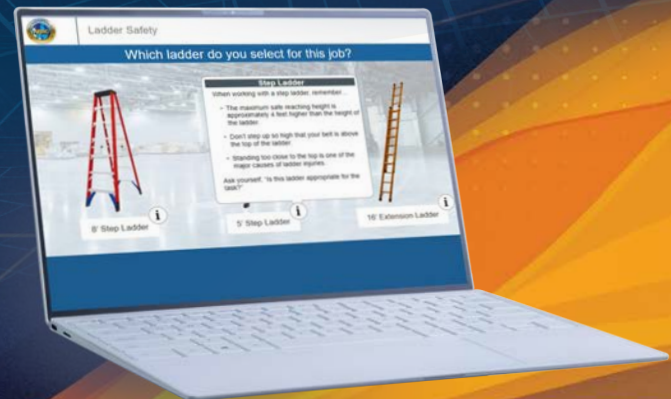 Ladder Safety
Which ladder do you select for this job?
Step Ladder
When working with a step ladder, remember...
- The maximum safe reaching height is
approximately 4 feet higher than the height of
the ladder.
- Don't step up so high that your belt is above
the top of the ladder.
- Standing too close to the top is one of the
major causes of ladder injuries.
Ask yourself, "Is this ladder appropriate for the
task?"
i
i
i
8' Step Ladder
5' Step Ladder
16' Extension Ladder